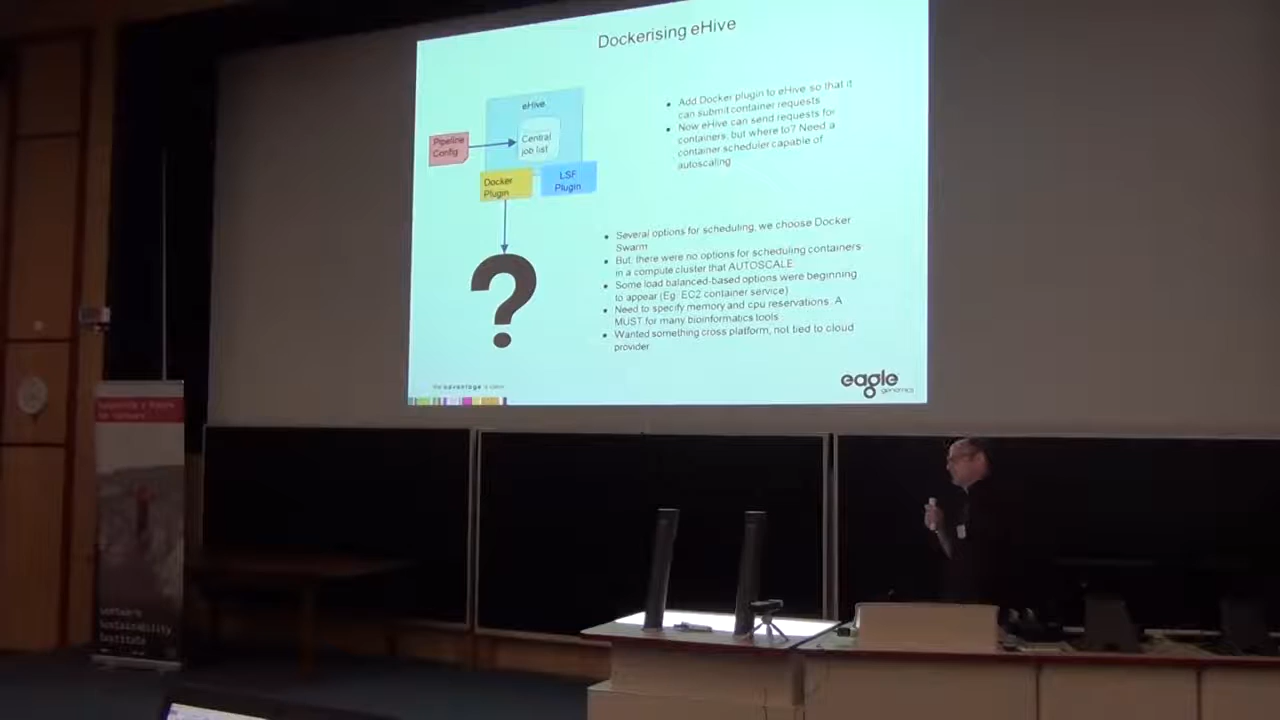 Dockerising eHive
eHive
Pipeline
Config
Central
job list
Docker
Plugin
LSF
Plugin
?
• Add Docker plugin to eHive so that it
can submit container requests
• Now eHive can send requests for
containers, but where to? Need a
container scheduler capable of
autoscaling
• Several options for scheduling, we choose Docker
Swarm
• But, there were no options for scheduling containers
in a compute cluster that AUTOSCALE
• Some load balanced-based options were beginning
to appear (Eg: EC2 container service)
• Need to specify memory and cpu reservations. A
MUST for many bioinformatics tools
• Wanted something cross platform, not tied to cloud
provider
advantage
eagle
genomics
Software
Sustainability
Institute